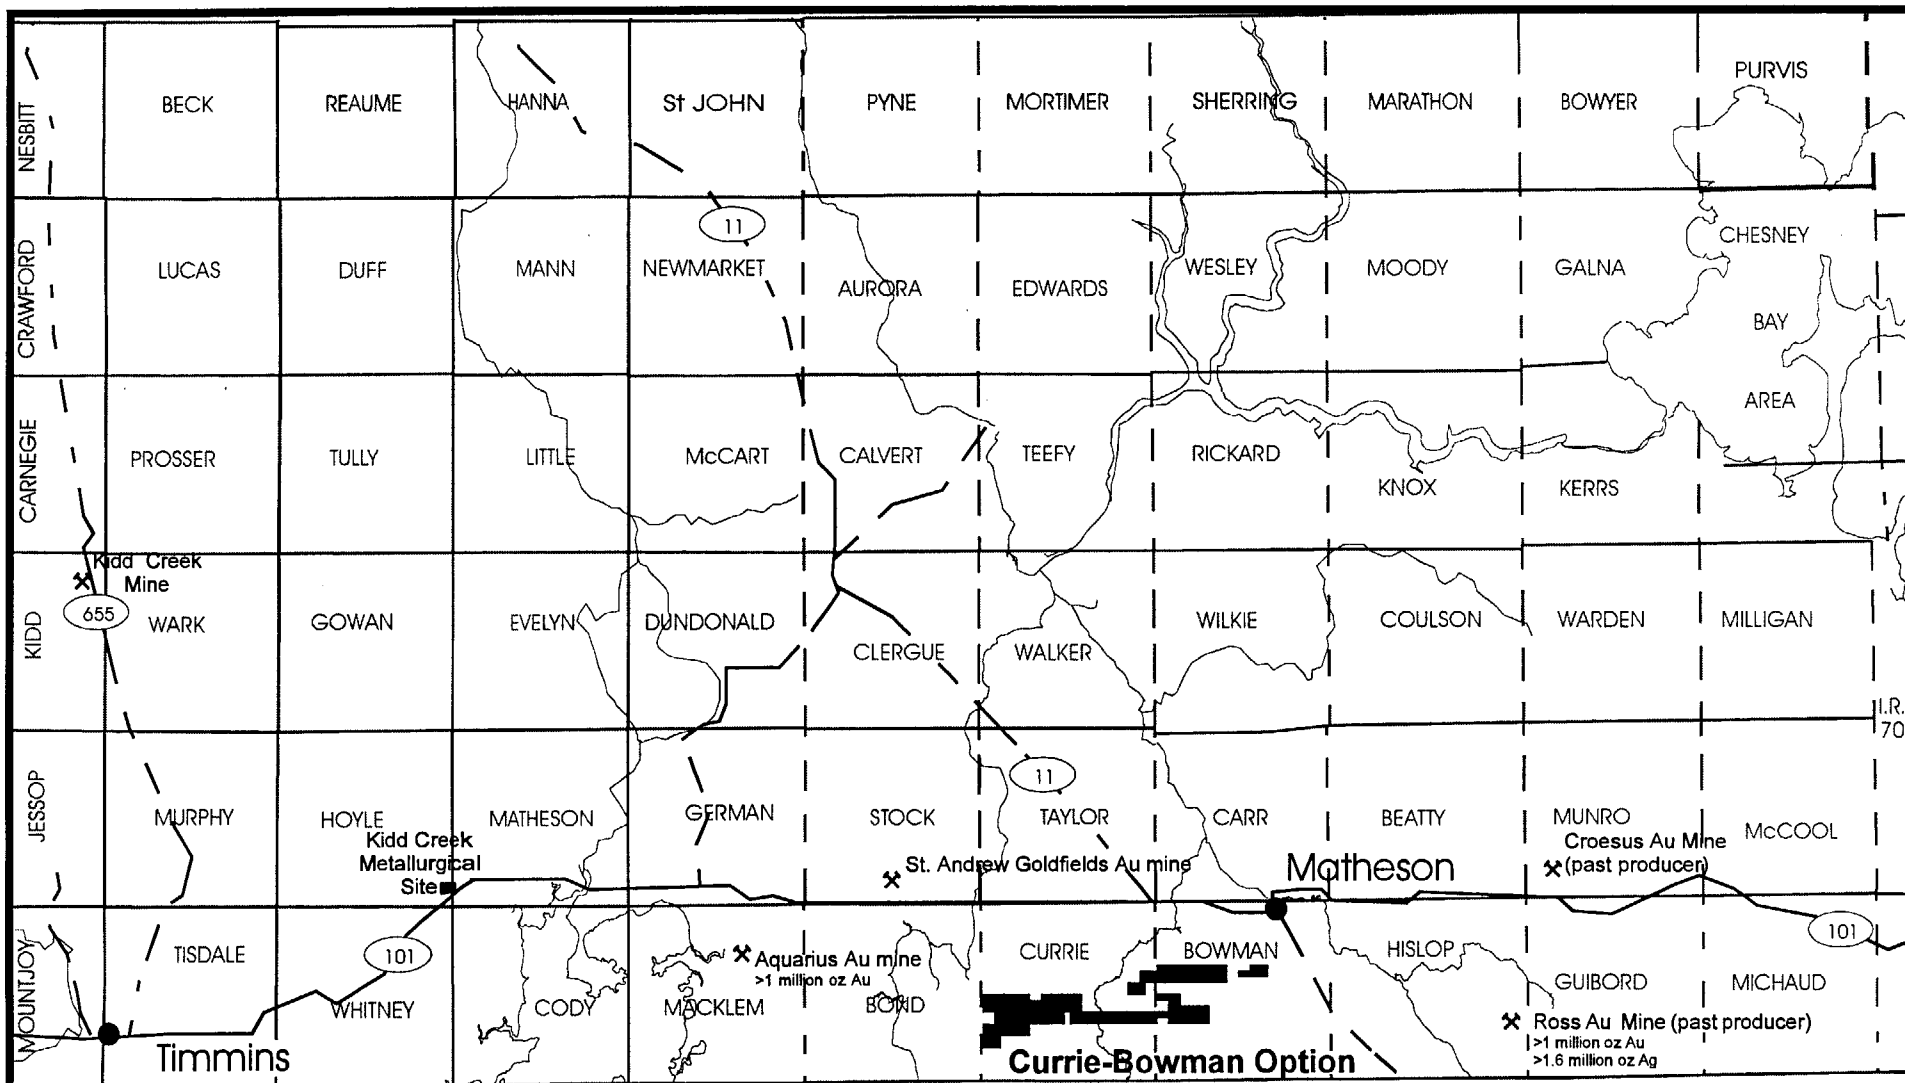 NESBITT
BECK
REAUME
HANNA
St JOHN
PYNE
MORTIMER
SHERRING
MARATHON
BOWYER
PURVIS
CRAWFORD
LUCAS
DUFF
MANN
NEWMARKET
11
AURORA
EDWARDS
WESLEY
MOODY
GALNA
CHESNEY
BAY
AREA
CARNEGIE
PROSSER
TULLY
LITTLE
McCART
CALVERT
TEEFY
RICKARD
KNOX
KERRS
KIDD
Kidd Creek
Mine
655
WARK
GOWAN
EVELYN
DUNDONALD
CLERGUE
WALKER
WILKIE
COULSON
WARDEN
MILLIGAN
I.R.
70
JESSOP
MURPHY
HOYLE
Kidd Creek
Metallurgical
Site
MATHESON
GERMAN
STOCK
St. Andrew Goldfields Au mine
11
TAYLOR
CARR
Matheson
BEATTY
MUNRO
Croesus Au Mine
(past producer)
McCOOL
MOUNTJOY
TISDALE
Timmins
101
WHITNEY
CODY
MACKLEM
Aquarius Au mine
>1 million oz Au
BOND
CURRIE
BOWMAN
Currie-Bowman Option
HISLOP
GUIBORD
MICHAUD
101
Ross Au Mine (past producer)
>1 million oz Au
>1.6 million oz Ag